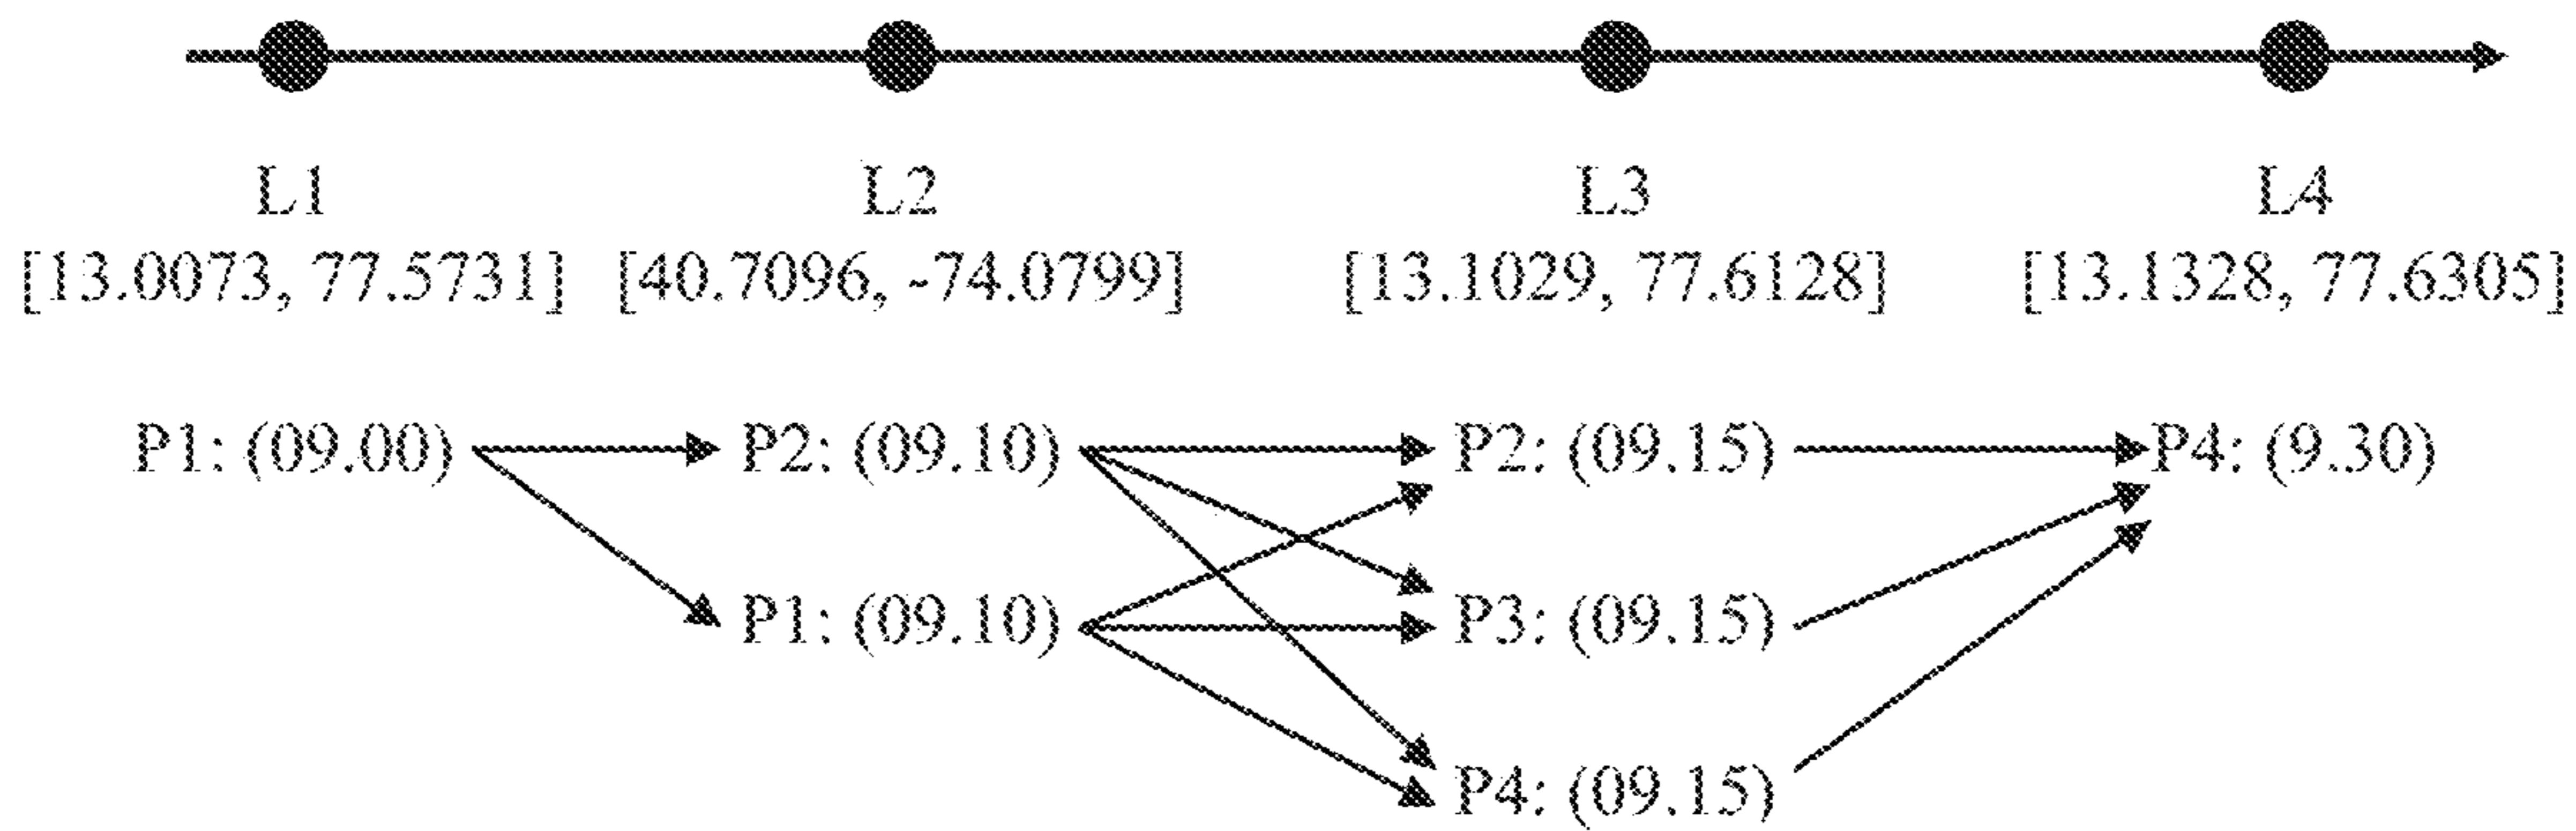 L1 L2 L3 L4
[13.0073, 77.5731] [40.7096, -74.0799] [13.1029, 77.6128] [13.1328, 77.6305]
P1: (09.00) P2: (09.10) P2: (09.15) P4: (9.30)
P1: (09.10) P3: (09.15)
P4: (09.15)